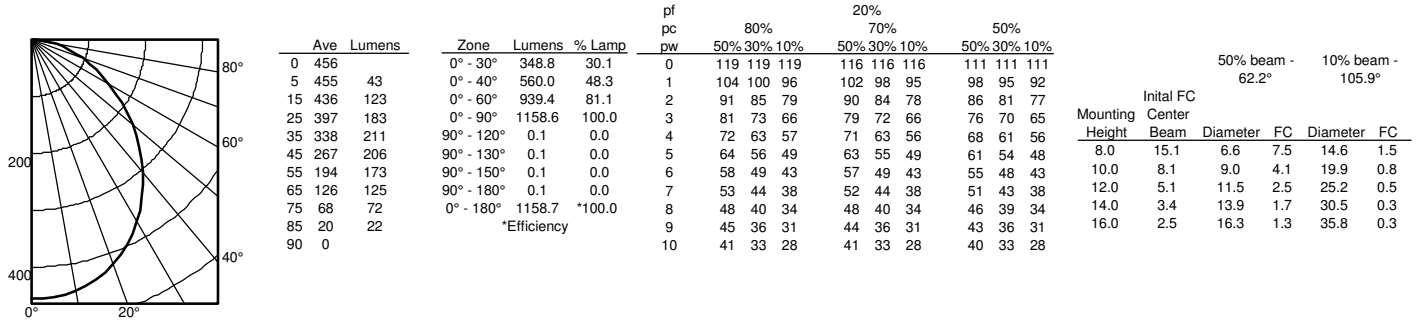 80°
60°
40°
200
400
0° 20°
Ave Lumens
0 456
5 455 43
15 436 123
25 397 183
35 338 211
45 267 206
55 194 173
65 126 125
75 68 72
85 20 22
90 0
Zone Lumens % Lamp
0° - 30° 348.8 30.1
0° - 40° 560.0 48.3
0° - 60° 939.4 81.1
0° - 90° 1158.6 100.0
90° - 120° 0.1 0.0
90° - 130° 0.1 0.0
90° - 150° 0.1 0.0
90° - 180° 0.1 0.0
0° - 180° 1158.7 *100.0
*Efficiency
pf 20%
pc 80% 70% 50%
pw 50% 30% 10% 50% 30% 10% 50% 30% 10%
0 119 119 119 116 116 116 111 111 111
1 104 100 96 102 98 95 98 95 92
2 91 85 79 90 84 78 86 81 77
3 81 73 66 79 72 66 76 70 65
4 72 63 57 71 63 56 68 61 56
5 64 56 49 63 55 49 61 54 48
6 58 49 43 57 49 43 55 48 43
7 53 44 38 52 44 38 51 43 38
8 48 40 34 48 40 34 46 39 34
9 45 36 31 44 36 31 43 36 31
10 41 33 28 41 33 28 40 33 28
50% beam - 10% beam -
62.2° 105.9°
Inital FC
Mounting Center
Height Beam Diameter FC Diameter FC
8.0 15.1 6.6 7.5 14.6 1.5
10.0 8.1 9.0 4.1 19.9 0.8
12.0 5.1 11.5 2.5 25.2 0.5
14.0 3.4 13.9 1.7 30.5 0.3
16.0 2.5 16.3 1.3 35.8 0.3